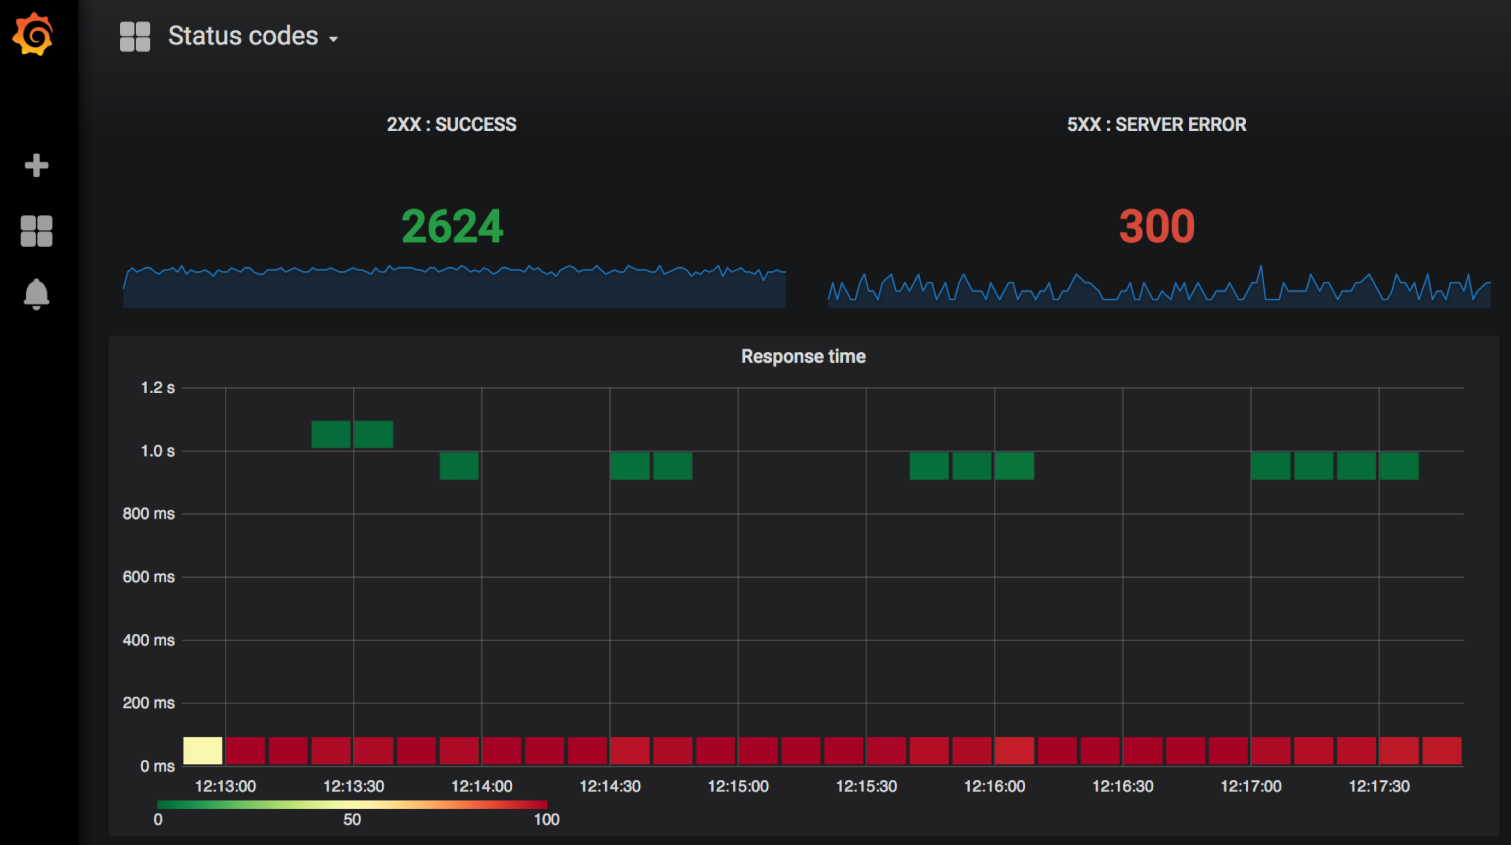 Status codes
2XX : SUCCESS
5XX : SERVER ERROR
2624
300
Response time
1.2 s
1.0 s
800 ms
600 ms
400 ms
200 ms
0 ms
12:13:00 12:13:30 12:14:00 12:14:30 12:15:00 12:15:30 12:16:00 12:16:30 12:17:00 12:17:30
0 50 100